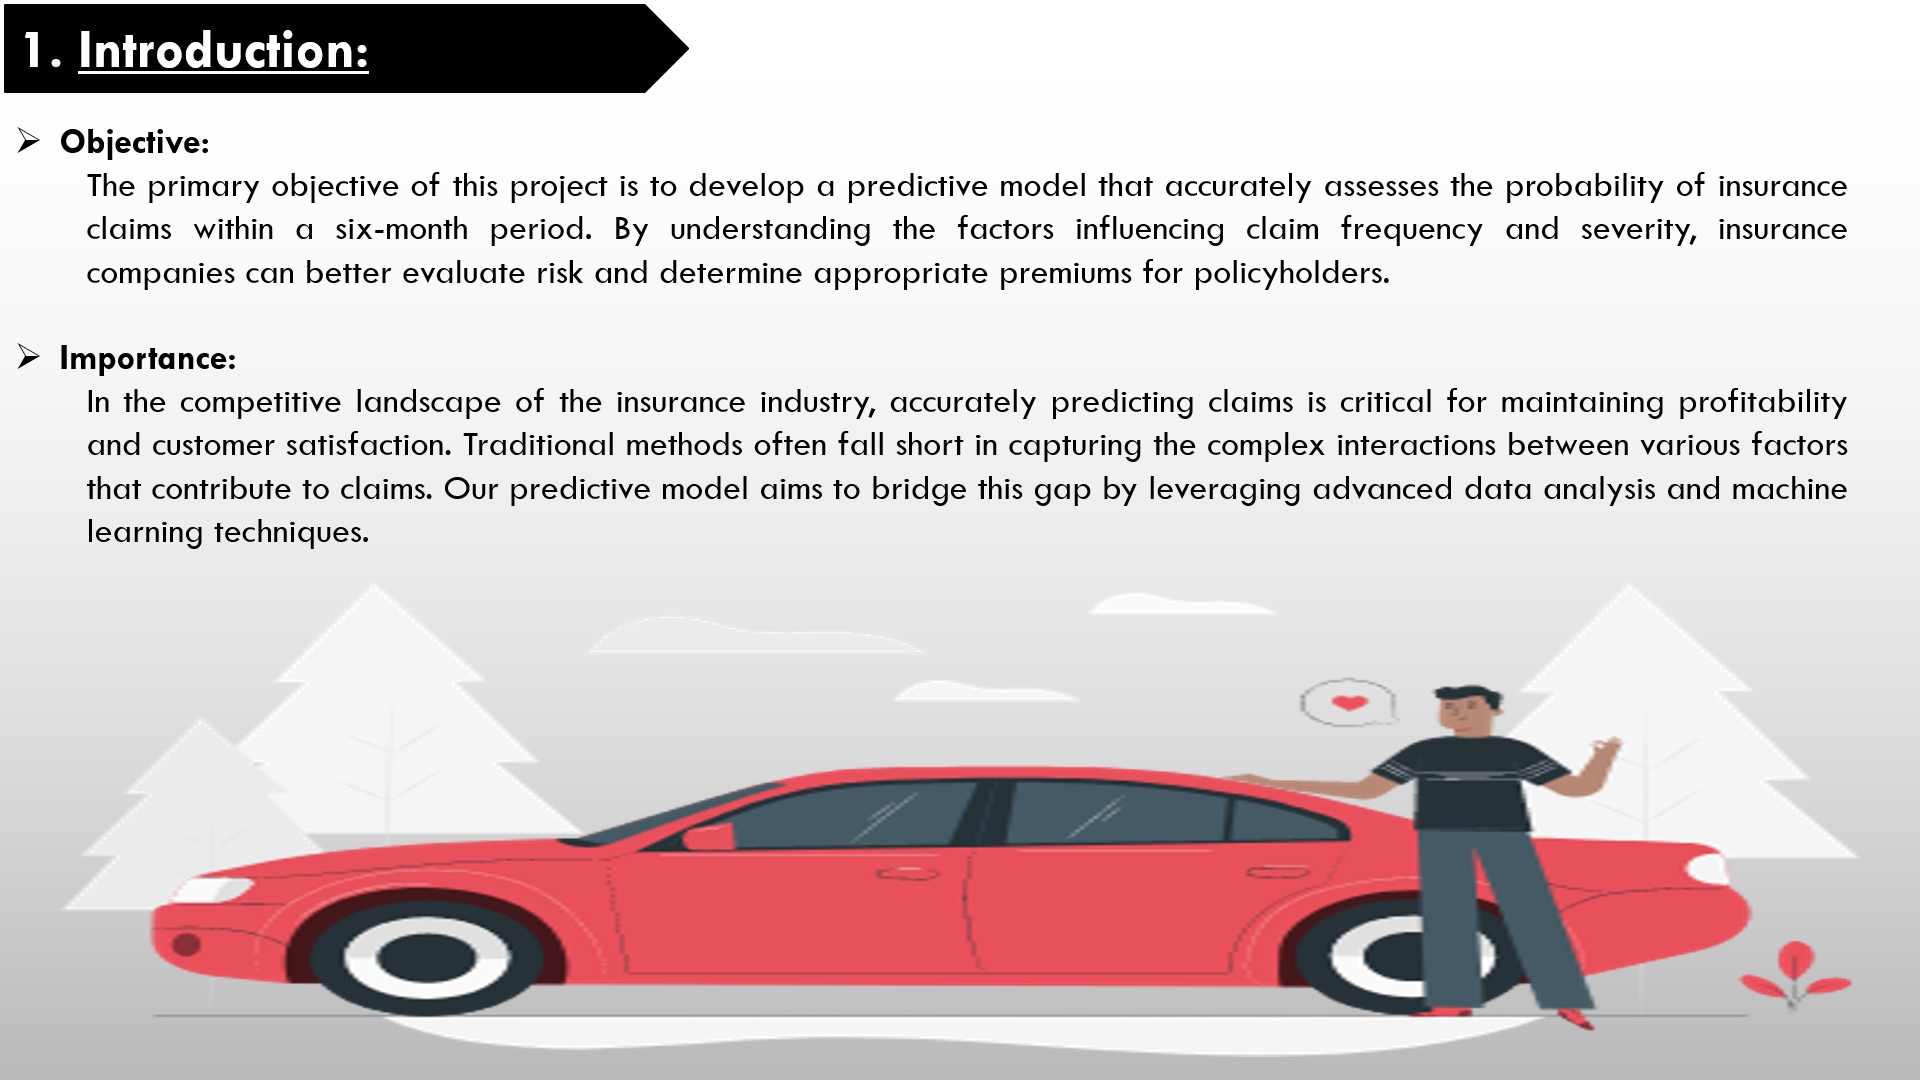 1. Introduction:
Objective:
The primary objective of this project is to develop a predictive model that accurately assesses the probability of insurance
claims within a six-month period. By understanding the factors influencing claim frequency and severity, insurance
companies can better evaluate risk and determine appropriate premiums for policyholders.
Importance:
In the competitive landscape of the insurance industry, accurately predicting claims is critical for maintaining profitability
and customer satisfaction. Traditional methods often fall short in capturing the complex interactions between various factors
that contribute to claims. Our predictive model aims to bridge this gap by leveraging advanced data analysis and machine
learning techniques.